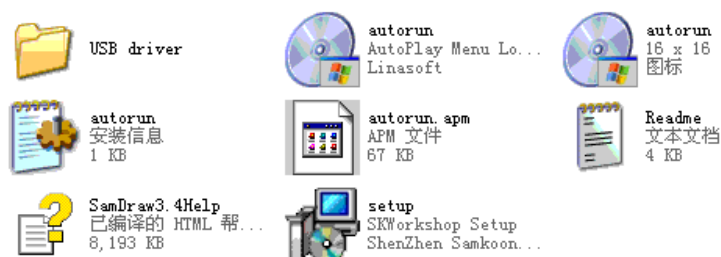 USB driver
autorun
AutoPlay Menu Lo...
Linasoft
autorun
16 x 16
图标
autorun
安装信息
1 KB
autorun.apm
APM 文件
67 KB
Readme
文本文档
4 KB
SamDraw3.4Help
已编译的 HTML 帮...
8,193 KB
setup
SKWorkshop Setup
ShenZhen Samkoon...